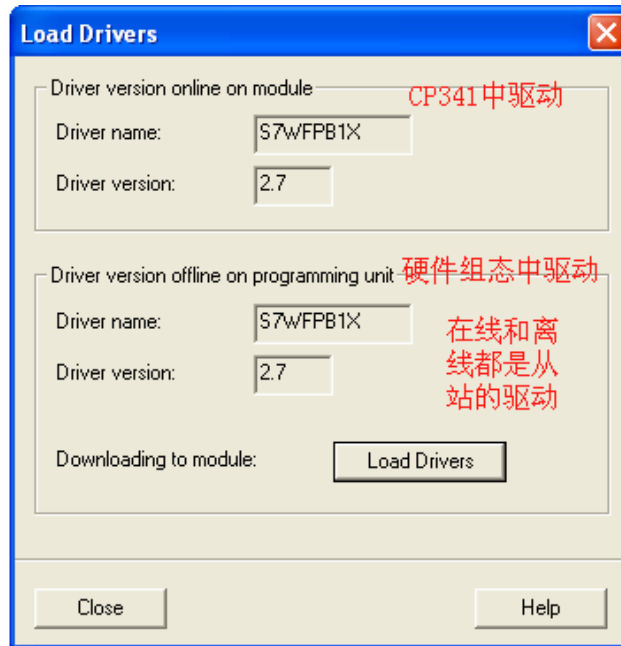 Load Drivers
Driver version online on module
CP341中驱动
Driver name:
S7WFPB1X
Driver version:
2.7
Driver version offline on programming unit
硬件组态中驱动
Driver name:
S7WFPB1X
在线和离
Driver version:
2.7
线都是从
站的驱动
Downloading to module:
Load Drivers
Close
Help